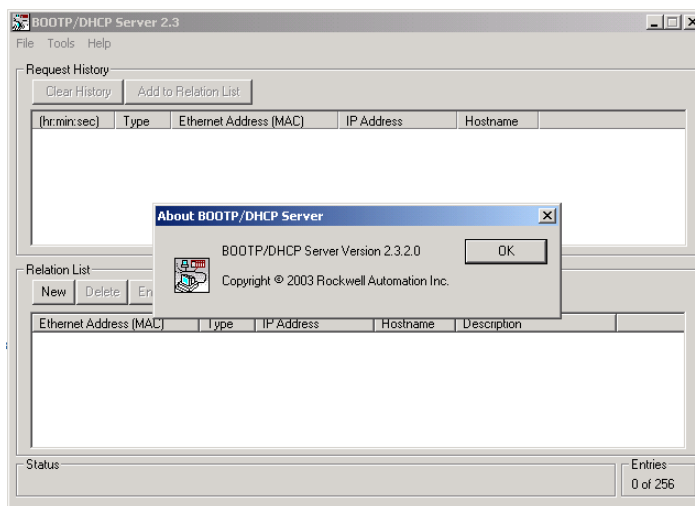 BOOTP/DHCP Server 2.3
File Tools Help
Request History
Clear History Add to Relation List
(hr:min:sec) Type Ethernet Address (MAC) IP Address Hostname
About BOOTP/DHCP Server
BOOTP/DHCP Server Version 2.3.2.0 OK
Copyright © 2003 Rockwell Automation Inc.
Relation List
New Delete
Ethernet Address (MAC) Type IP Address Hostname Description
Status
Entries
0 of 256